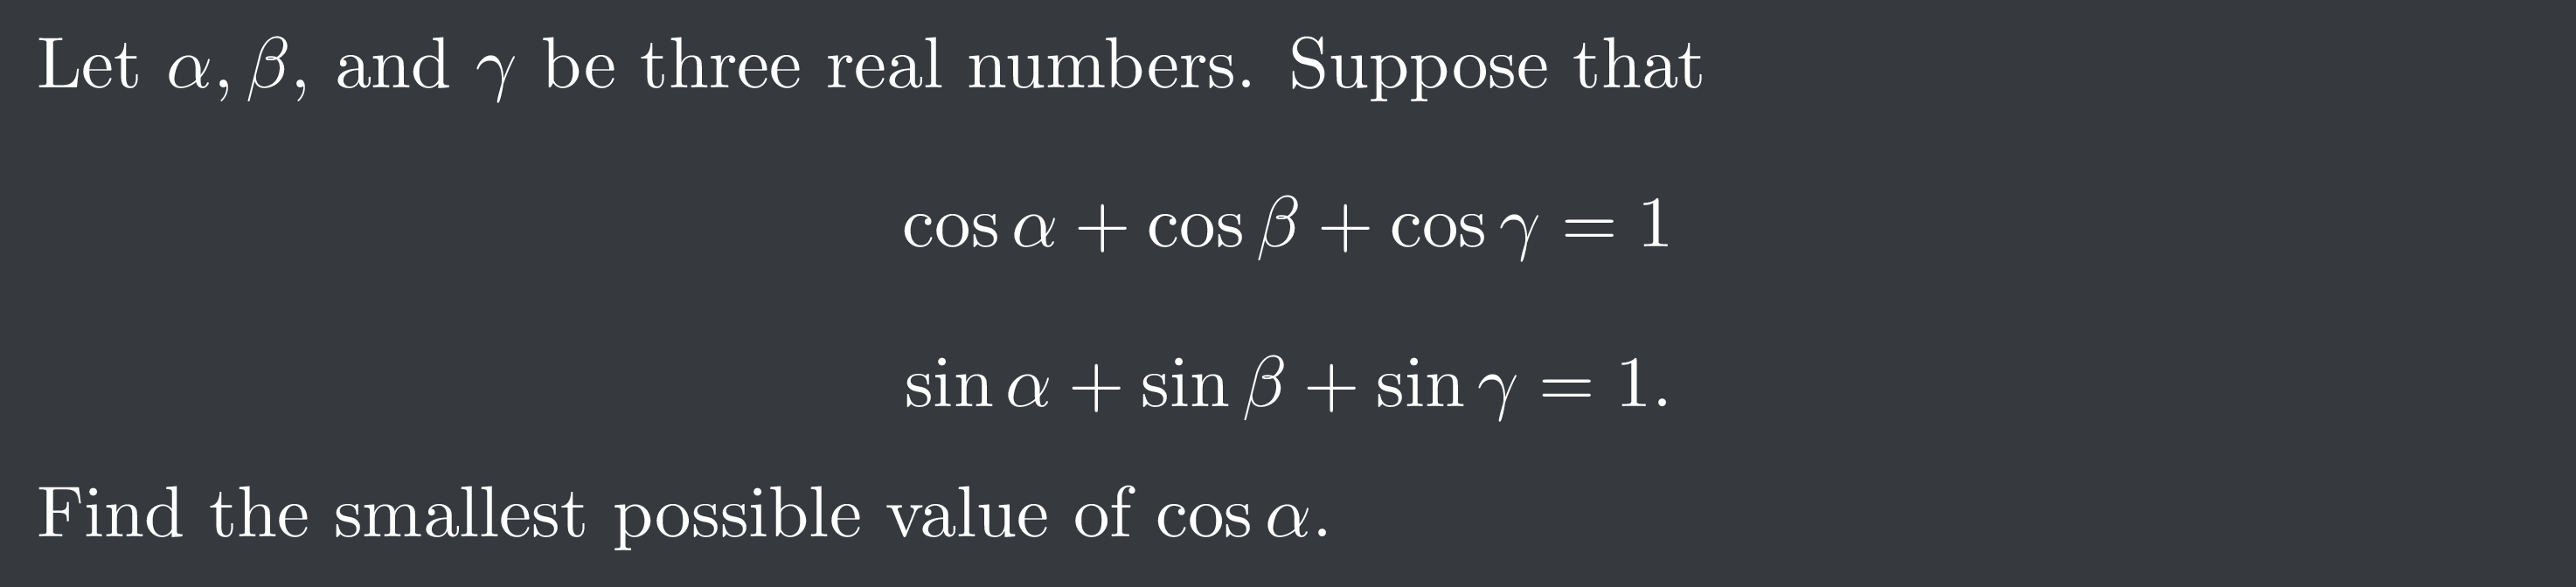 Let α, β, and γ be three real numbers. Suppose that
cos α + cos β + cos γ = 1
sin α + sin β + sin γ = 1.
Find the smallest possible value of cos α.